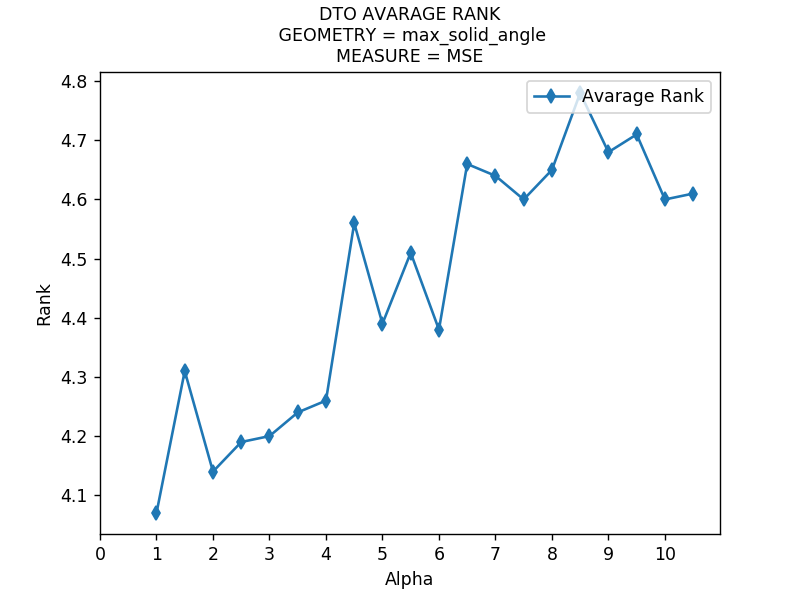 DTO AVARAGE RANK
GEOMETRY = max_solid_angle
MEASURE = MSE
Avarage Rank
4.8
4.7
4.6
4.5
4.4
4.3
4.2
4.1
Rank
0 1 2 3 4 5 6 7 8 9 10
Alpha